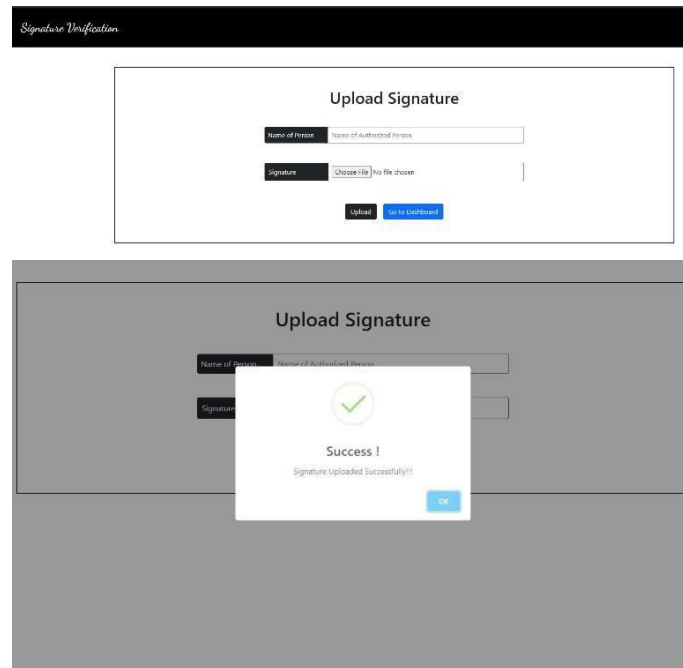 Signature Verification
Upload Signature
Name of Person Name of Authorized Person
Signature Choose File No file chosen
Upload Go to Dashboard
Upload Signature
Name of Person Name of Authorized Person
Signature
Success !
Signature Uploaded Successfully!!!
OK